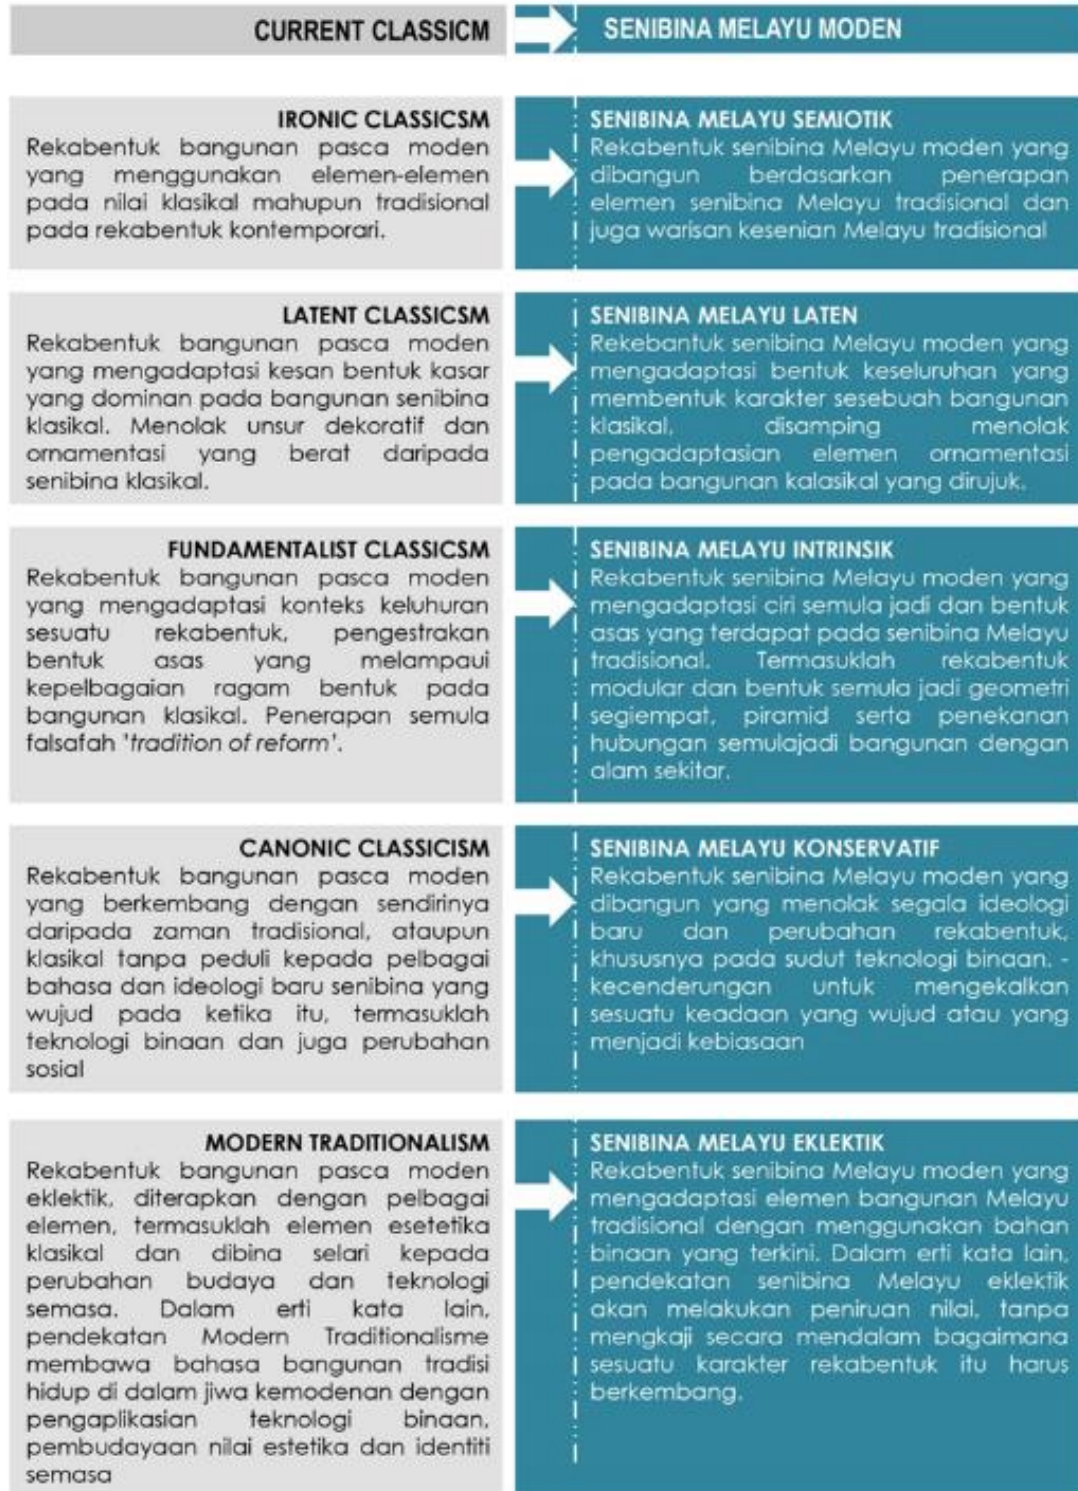 CURRENT CLASSICM
SENIBINA MELAYU MODEN
IRONIC CLASSICSM
Rekabentuk bangunan pasca moden
yang menggunakan elemen-elemen
pada nilai klasikal mahupun tradisional
pada rekabentuk kontemporari.
SENIBINA MELAYU SEMIOTIK
Rekabentuk senibina Melayu moden yang
dibangun berdasarkan penerapan
elemen senibina Melayu tradisional dan
juga warisan kesenian Melayu tradisional
LATENT CLASSICSM
Rekabentuk bangunan pasca moden
yang mengadaptasi kesan bentuk kasar
yang dominan pada bangunan senibina
klasikal. Menolak unsur dekoratif dan
ornamentasi yang berat daripada
senibina klasikal.
SENIBINA MELAYU LATEN
Rekebantuk senibina Melayu moden yang
mengadaptasi bentuk keseluruhan yang
membentuk karakter sesebuah bangunan
klasikal, disamping menolak
pengadaptasian elemen ornamentasi
pada bangunan kalasikal yang dirujuk.
FUNDAMENTALIST CLASSICSM
Rekabentuk bangunan pasca moden
yang mengadaptasi konteks keluhuran
sesuatu rekabentuk, pengestrakan
bentuk asas yang melampaui
kepelbagaian ragam bentuk pada
bangunan klasikal. Penerapan semula
falsafah 'tradition of reform'.
SENIBINA MELAYU INTRINSIK
Rekabentuk senibina Melayu moden yang
mengadaptasi ciri semula jadi dan bentuk
asas yang terdapat pada senibina Melayu
tradisional. Termasuklah rekabentuk
modular dan bentuk semula jadi geometri
segiempat, piramid serta penekanan
hubungan semulajadi bangunan dengan
alam sekitar.
CANONIC CLASSICISM
Rekabentuk bangunan pasca moden
yang berkembang dengan sendirinya
daripada zaman tradisional, ataupun
klasikal tanpa peduli kepada pelbagai
bahasa dan ideologi baru senibina yang
wujud pada ketika itu, termasuklah
teknologi binaan dan juga perubahan
sosial
SENIBINA MELAYU KONSERVATIF
Rekabentuk senibina Melayu moden yang
dibangun yang menolak segala ideologi
baru dan perubahan rekabentuk,
khususnya pada sudut teknologi binaan. -
kecenderungan untuk mengekalkan
sesuatu keadaan yang wujud atau yang
menjadi kebiasaan
MODERN TRADITIONALISM
Rekabentuk bangunan pasca moden
eklektik, diterapkan dengan pelbagai
elemen, termasuklah elemen esetetika
klasikal dan dibina selari kepada
perubahan budaya dan teknologi
semasa. Dalam erti kata lain,
pendekatan Modern Traditionalisme
membawa bahasa bangunan tradisi
hidup di dalam jiwa kemodenan dengan
pengaplikasian teknologi binaan,
pembudayaan nilai estetika dan identiti
semasa
SENIBINA MELAYU EKLEKTIK
Rekabentuk senibina Melayu moden yang
mengadaptasi elemen bangunan Melayu
tradisional dengan menggunakan bahan
binaan yang terkini. Dalam erti kata lain,
pendekatan senibina Melayu eklektik
akan melakukan peniruan nilai, tanpa
mengkaji secara mendalam bagaimana
sesuatu karakter rekabentuk itu harus
berkembang.